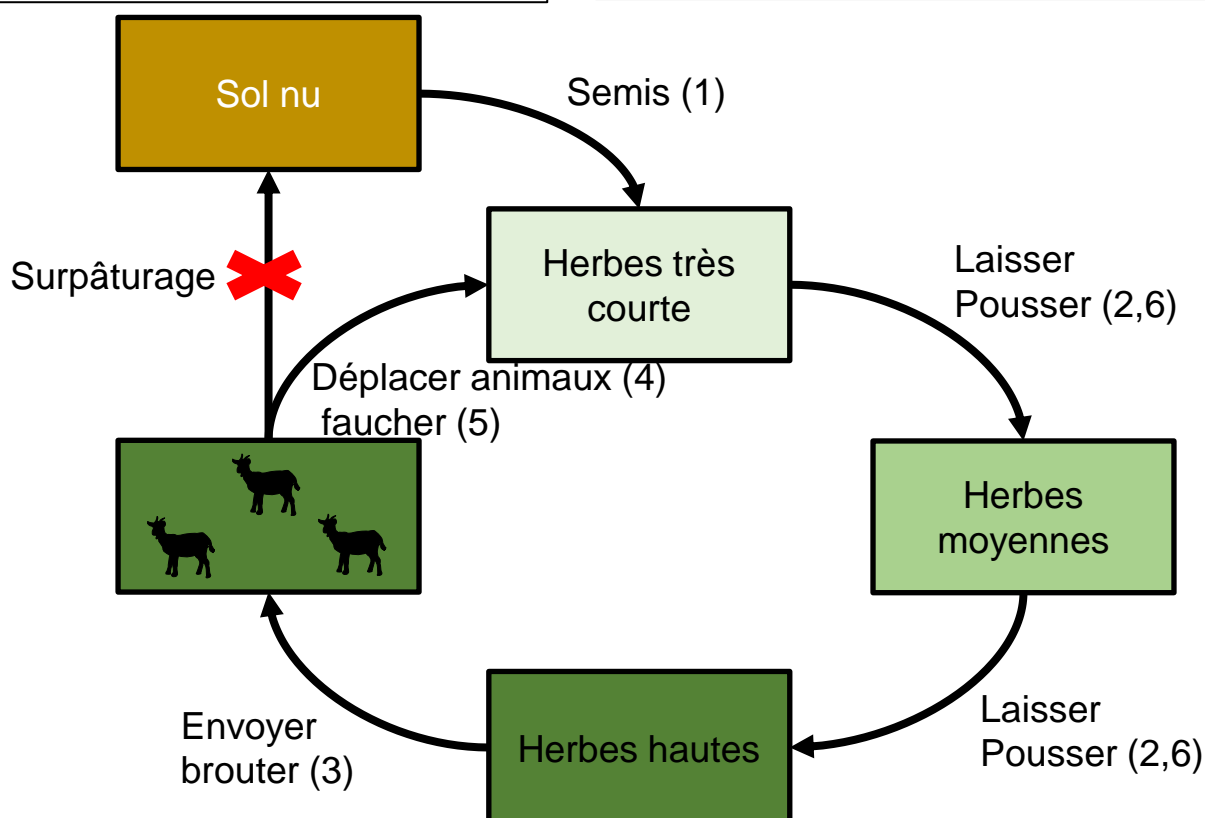 Sol nu
Semis (1)
Surpâturage
Herbes très
courte
Laisser
Pousser (2,6)
Déplacer animaux (4)
faucher (5)
Herbes
moyennes
Envoyer
brouter (3)
Herbes hautes
Laisser
Pousser (2,6)